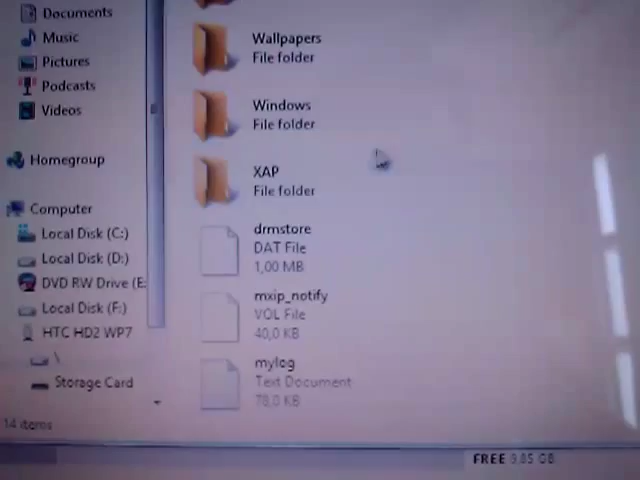 Documents
Music
Pictures
Podcasts
Videos
Homegroup
Computer
Local Disk (C:)
Local Disk (D:)
DVD RW Drive (E:
Local Disk (F:)
HTC HD2 WP7
\
Storage Card
14 items
Wallpapers
File folder
Windows
File folder
XAP
File folder
drmstore
DAT File
1,00 MB
mxip_notify
VOL File
40,0 KB
mylog
Text Document
78,0 KB
FREE 9,85 GB